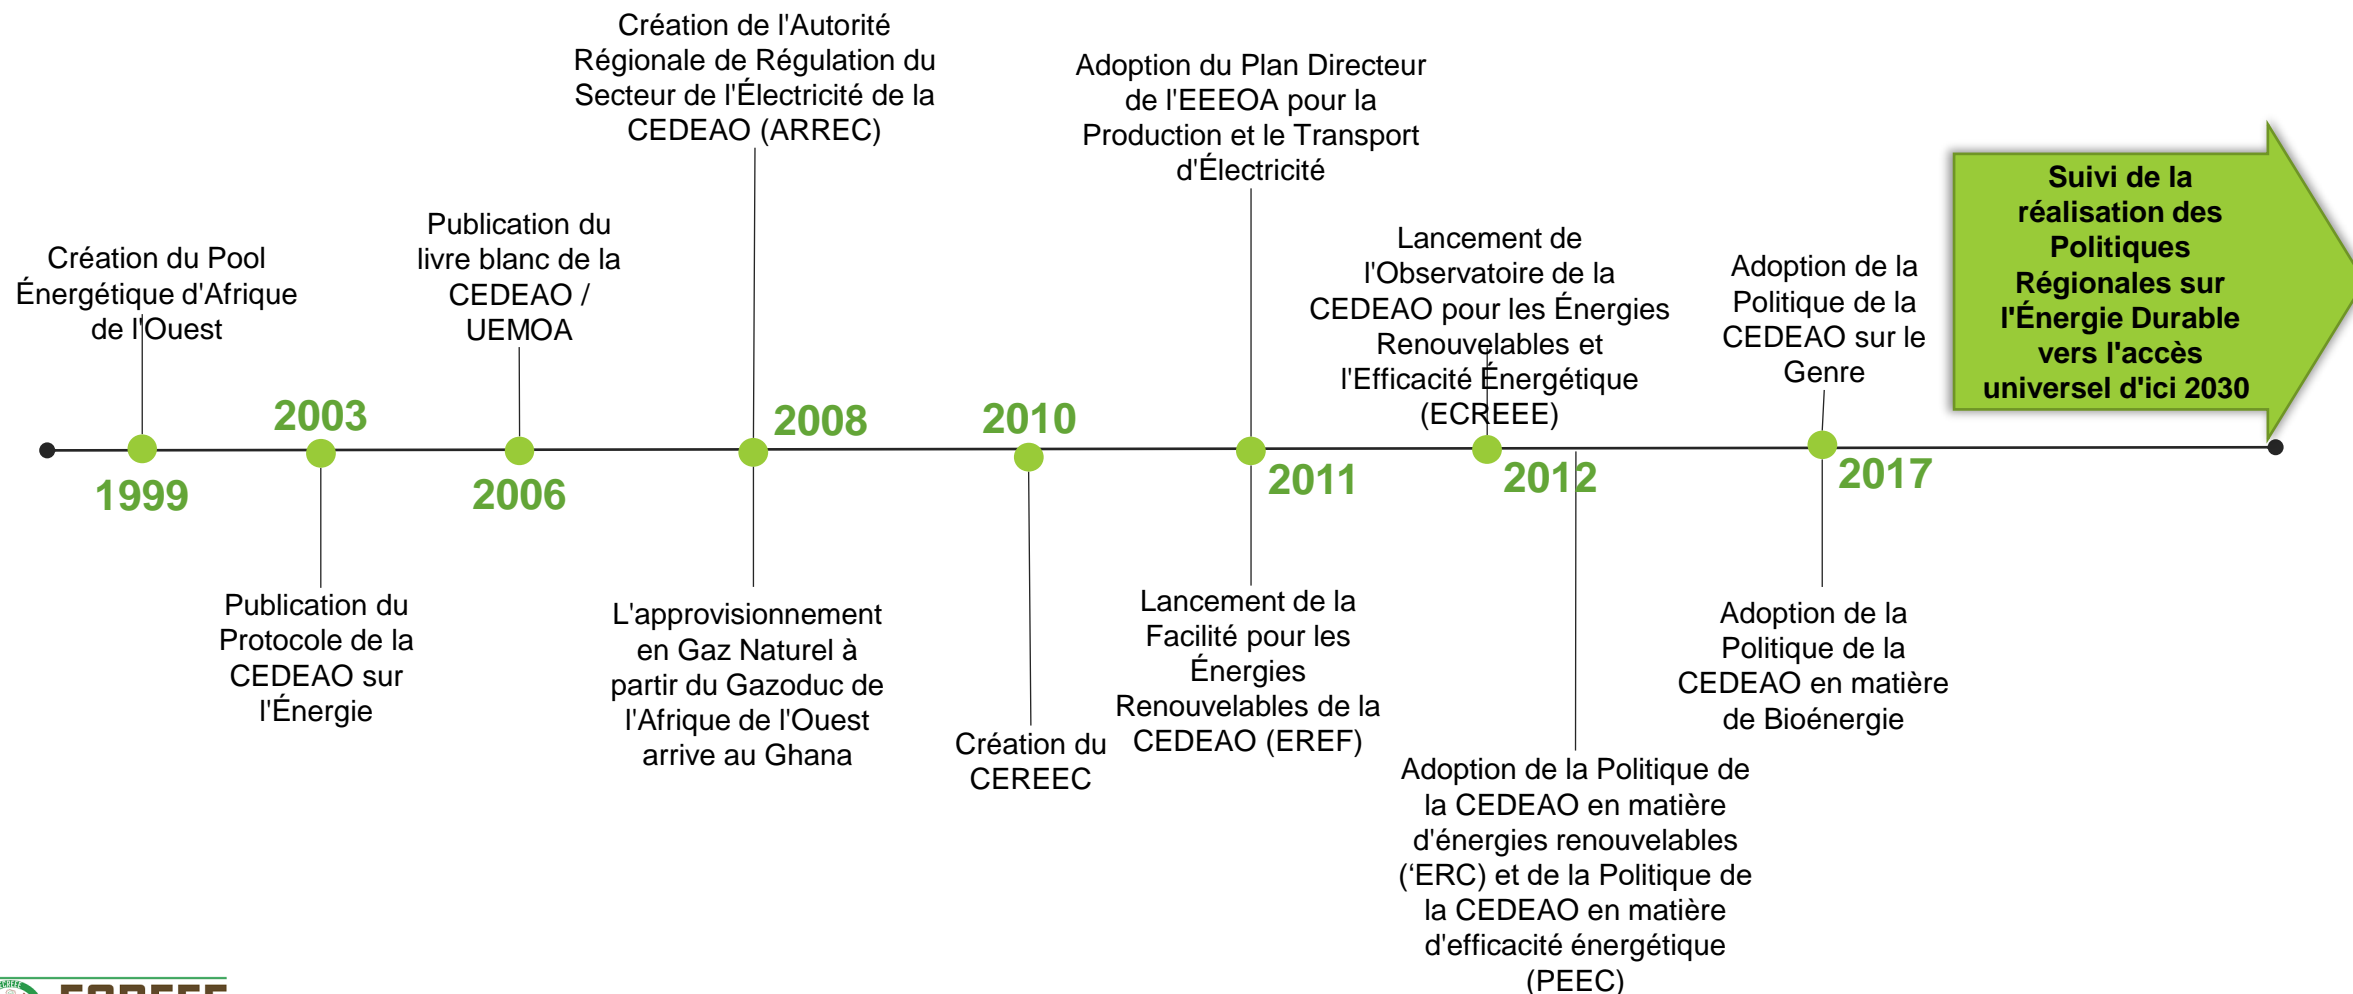 Création du Pool
Énergétique d'Afrique
de l'Ouest
1999
2003
Publication du
Protocole de la
CEDEAO sur
l'Énergie
Publication du
livre blanc de la
CEDEAO /
UEMOA
2006
Création de l'Autorité
Régionale de Régulation du
Secteur de l'Électricité de la
CEDEAO (ARREC)
2008
L'approvisionnement
en Gaz Naturel à
partir du Gazoduc de
l'Afrique de l'Ouest
arrive au Ghana
2010
Création du
CEREEC
Adoption du Plan Directeur
de l'EEEOA pour la
Production et le Transport
d'Électricité
2011
Lancement de la
Facilité pour les
Énergies
Renouvelables de la
CEDEAO (EREF)
Lancement de
l'Observatoire de la
CEDEAO pour les Énergies
Renouvelables et
l'Efficacité Énergétique
(ECREEE)
2012
Adoption de la Politique de
la CEDEAO en matière
d'énergies renouvelables
(‘ERC) et de la Politique de
la CEDEAO en matière
d'efficacité énergétique
(PEEC)
Adoption de la
Politique de la
CEDEAO sur le
Genre
2017
Adoption de la
Politique de la
CEDEAO en matière
de Bioénergie
Suivi de la
réalisation des
Politiques
Régionales sur
l'Énergie Durable
vers l'accès
universel d'ici 2030